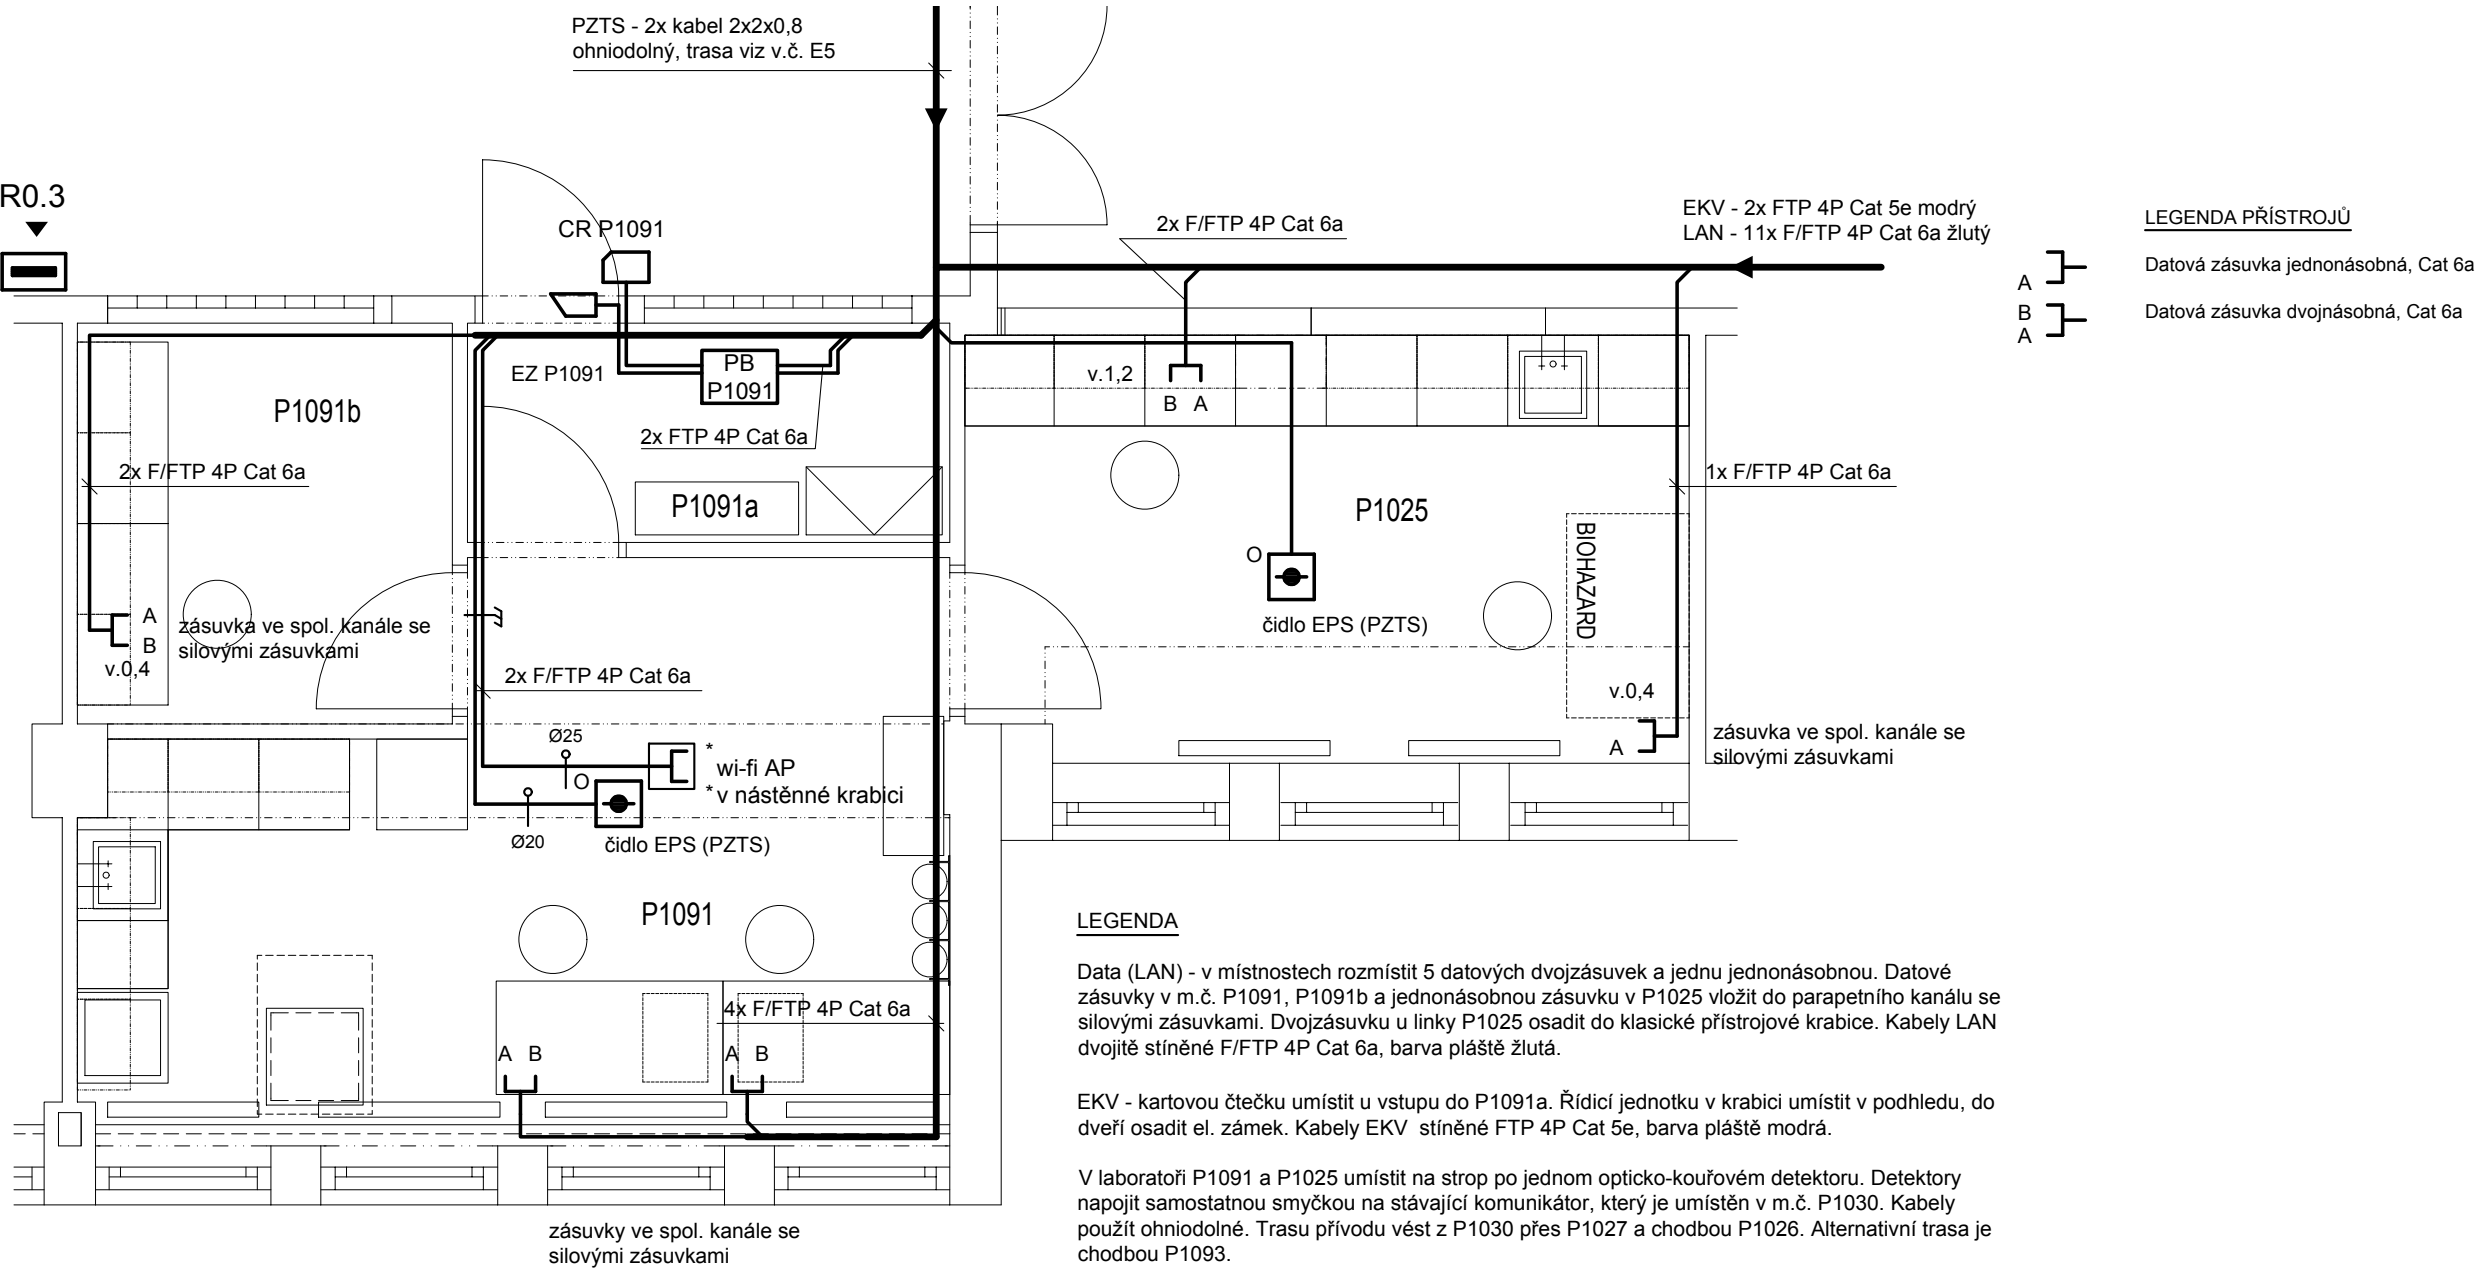 PZTS - 2x kabel 2x2x0,8
ohniodolný, trasa viz v.č. E5
R0.3
CR P1091
2x F/FTP 4P Cat 6a
EKV - 2x FTP 4P Cat 5e modrý
LAN - 11x F/FTP 4P Cat 6a žlutý
LEGENDA PŘÍSTROJŮ
A
Datová zásuvka jednonásobná, Cat 6a
B
A
Datová zásuvka dvojnásobná, Cat 6a
EZ P1091
PB
P1091
v.1,2
B A
P1091b
2x FTP 4P Cat 6a
2x F/FTP 4P Cat 6a
P1091a
P1025
1x F/FTP 4P Cat 6a
BIOHAZARD
O
čidlo EPS (PZTS)
A
B
v.0,4
zásuvka ve spol. kanále se
silovými zásuvkami
2x F/FTP 4P Cat 6a
v.0,4
A
zásuvka ve spol. kanále se
silovými zásuvkami
Ø25
*
wi-fi AP
* v nástěnné krabici
O
Ø20
čidlo EPS (PZTS)
P1091
4x F/FTP 4P Cat 6a
A B
A B
zásuvky ve spol. kanále se
silovými zásuvkami
LEGENDA
Data (LAN) - v místnostech rozmístit 5 datových dvojzásuvek a jednu jednonásobnou. Datové
zásuvky v m.č. P1091, P1091b a jednonásobnou zásuvku v P1025 vložit do parapetního kanálu se
silovými zásuvkami. Dvojzásuvku u linky P1025 osadit do klasické přístrojové krabice. Kabely LAN
dvojitě stíněné F/FTP 4P Cat 6a, barva pláště žlutá.
EKV - kartovou čtečku umístit u vstupu do P1091a. Řídicí jednotku v krabici umístit v podhledu, do
dveří osadit el. zámek. Kabely EKV stíněné FTP 4P Cat 5e, barva pláště modrá.
V laboratoři P1091 a P1025 umístit na strop po jednom opticko-kouřovém detektoru. Detektory
napojit samostatnou smyčkou na stávající komunikátor, který je umístěn v m.č. P1030. Kabely
použít ohniodolné. Trasu přívodu vést z P1030 přes P1027 a chodbou P1026. Alternativní trasa je
chodbou P1093.